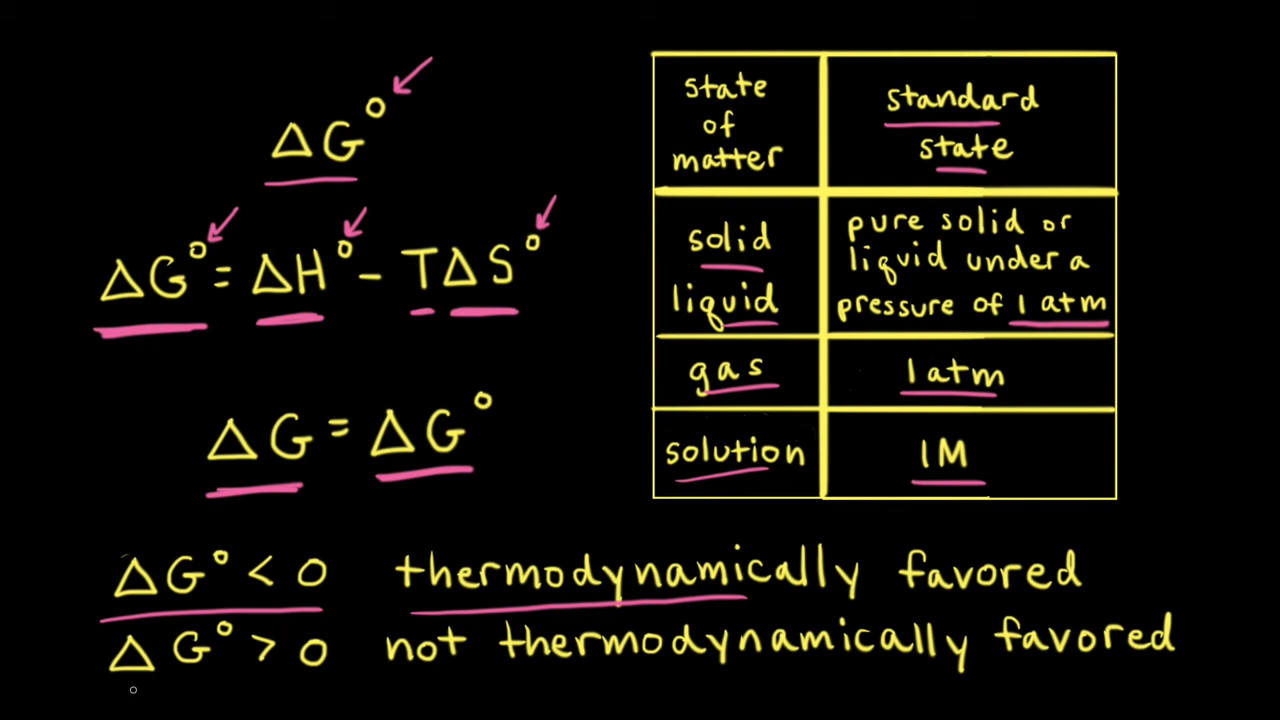 ΔG°
ΔG° = ΔH° - TΔS°
ΔG = ΔG°
state
of
matter
standard
state
solid
liquid
pure solid or
liquid under a
pressure of 1 atm
gas
1 atm
solution
1M
ΔG° < 0 thermodynamically favored
ΔG° > 0 not thermodynamically favored